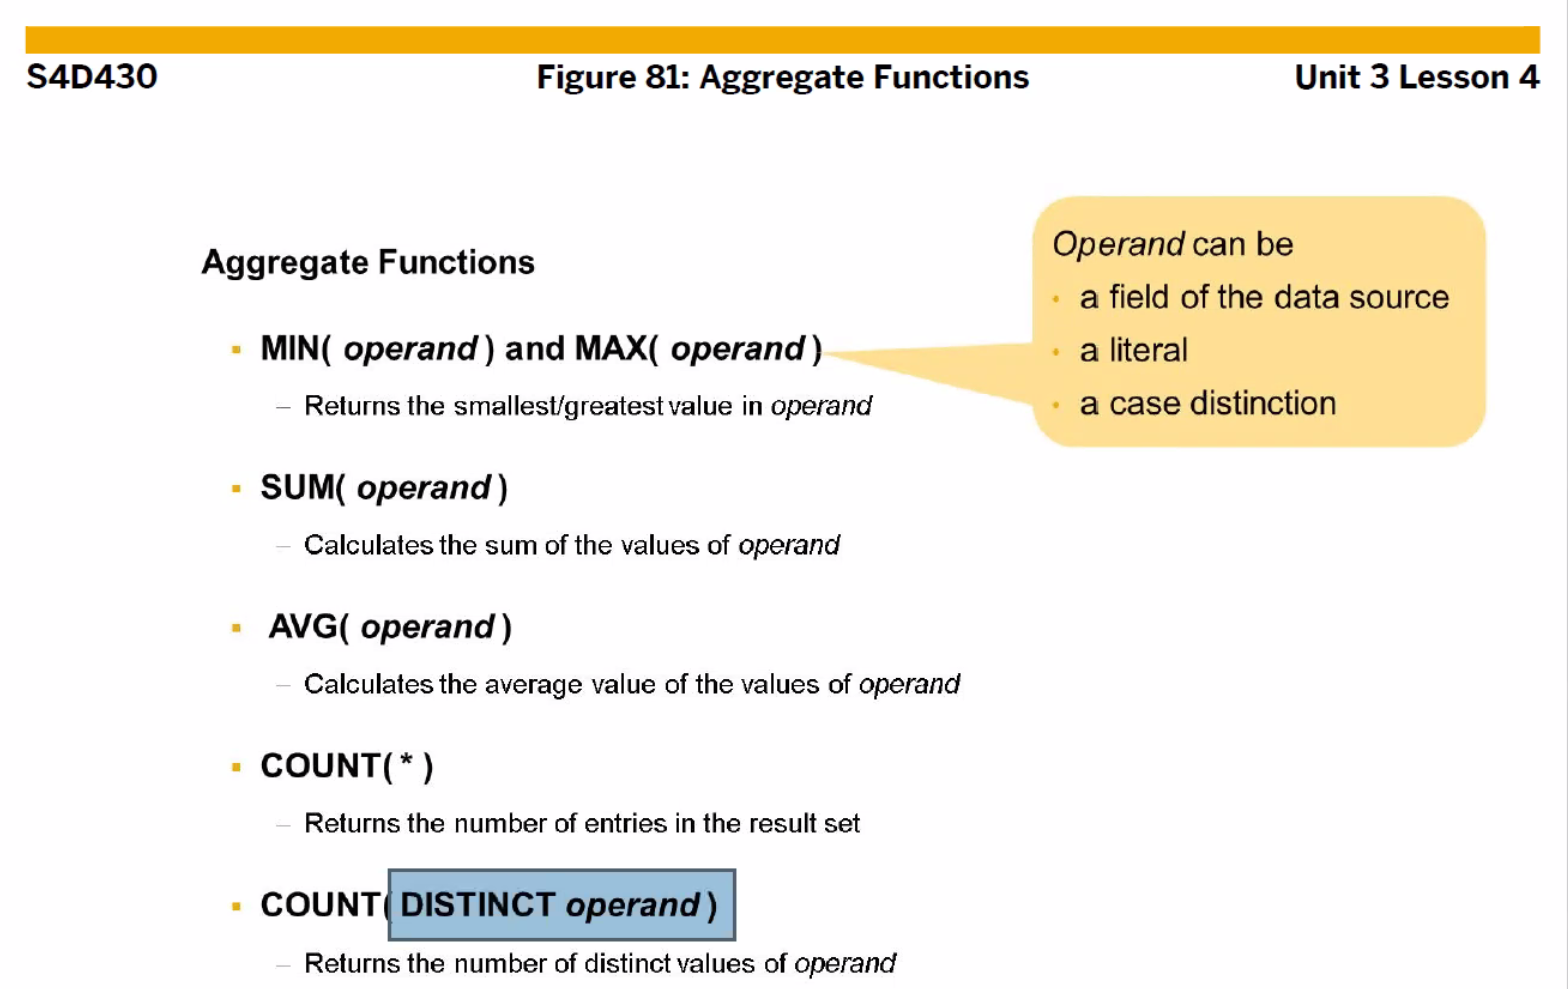 S4D430 Figure 81: Aggregate Functions Unit 3 Lesson 4
Aggregate Functions
▪ MIN( operand ) and MAX( operand )
– Returns the smallest/greatest value in operand
▪ SUM( operand )
– Calculates the sum of the values of operand
▪ AVG( operand )
– Calculates the average value of the values of operand
▪ COUNT( * )
– Returns the number of entries in the result set
▪ COUNT( DISTINCT operand )
– Returns the number of distinct values of operand
Operand can be
• a field of the data source
• a literal
• a case distinction